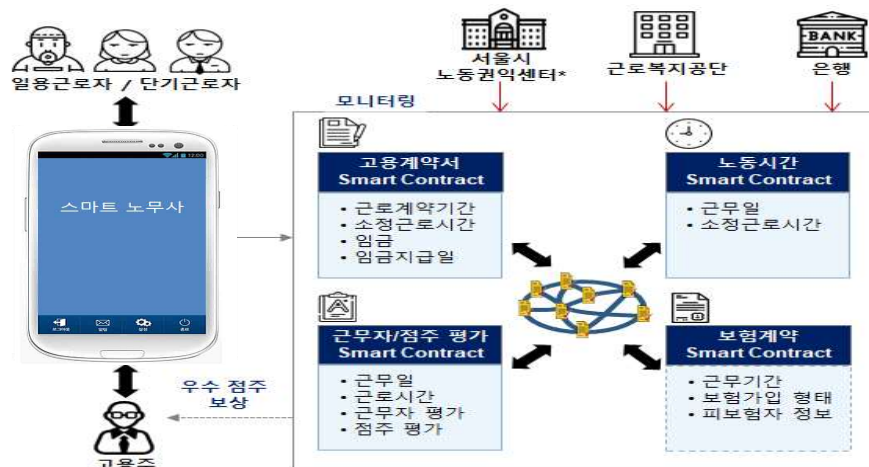 일용근로자 / 단기근로자
서울시
노동권익센터*
근로복지공단
BANK
은행
모니터링
12:00
스마트 노무사
고용계약서
Smart Contract
• 근로계약기간
• 소정근로시간
• 임금
• 임금지급일
노동시간
Smart Contract
• 근무일
• 소정근로시간
근무자/점주 평가
Smart Contract
• 근무일
• 근로시간
• 근무자 평가
• 점주 평가
보험계약
Smart Contract
• 근무기간
• 보험가입 형태
• 피보험자 정보
우수 점주
보상
고용주